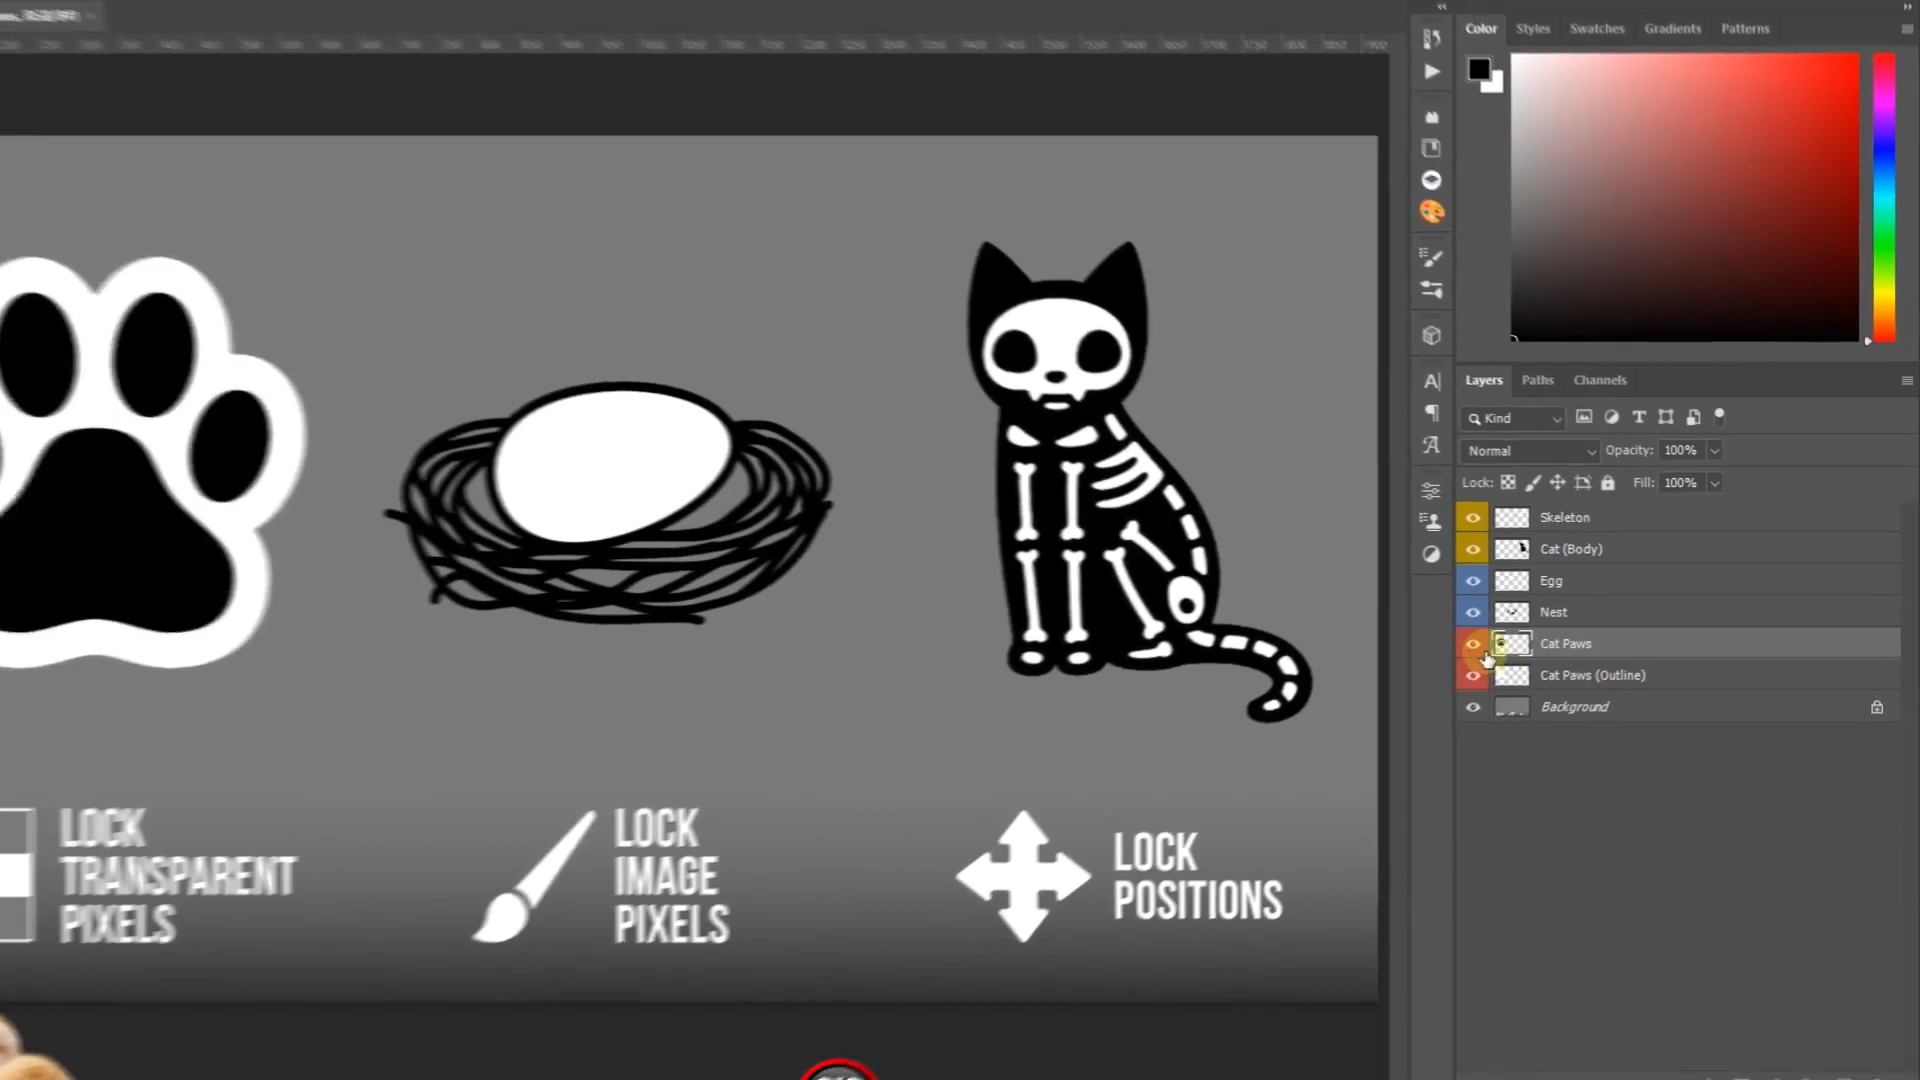 Color Styles Swatches Gradients Patterns
Layers Paths Channels
Kind
Normal Opacity: 100%
Lock: Fill: 100%
Skeleton
Cat (Body)
Egg
Nest
Cat Paws
Cat Paws (Outline)
Background
LOCK
TRANSPARENT
PIXELS
LOCK
IMAGE
PIXELS
LOCK
POSITIONS